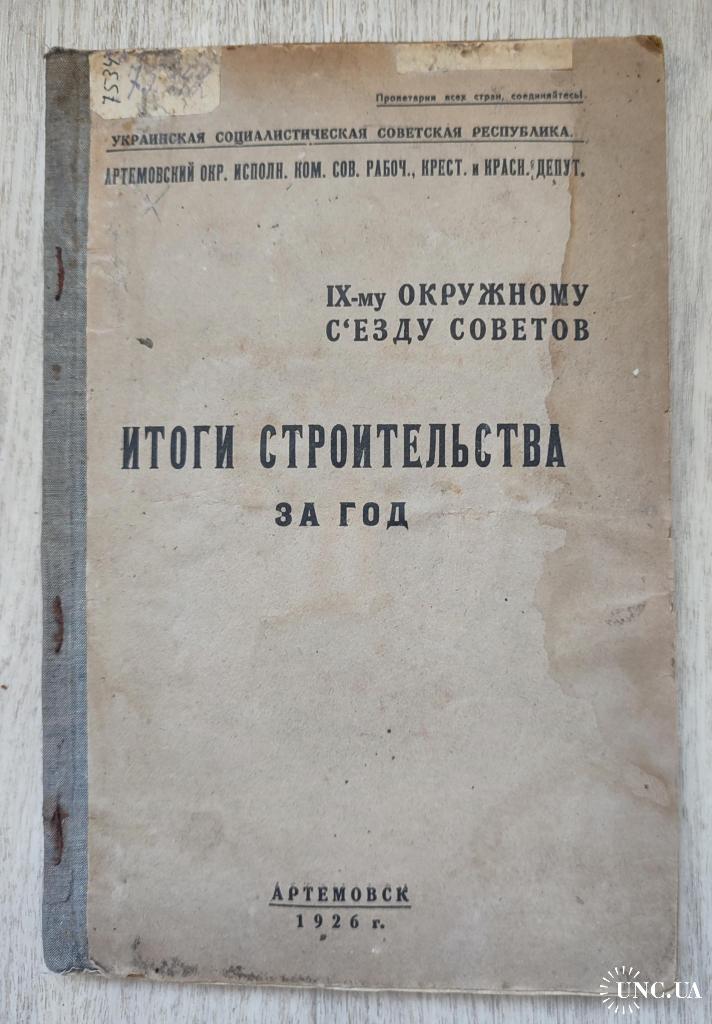 7534
Пролетарии всех стран, соединяйтесь!
УКРАИНСКАЯ СОЦИАЛИСТИЧЕСКАЯ СОВЕТСКАЯ РЕСПУБЛИКА.
АРТЕМОВСКИЙ ОКР. ИСПОЛН. КОМ. СОВ. РАБОЧ., КРЕСТ. и КРАСН. ДЕПУТ.
IX-му ОКРУЖНОМУ
С‘ЕЗДУ СОВЕТОВ
ИТОГИ СТРОИТЕЛЬСТВА
ЗА ГОД
АРТЕМОВСК
1926 г.
UNC.UA